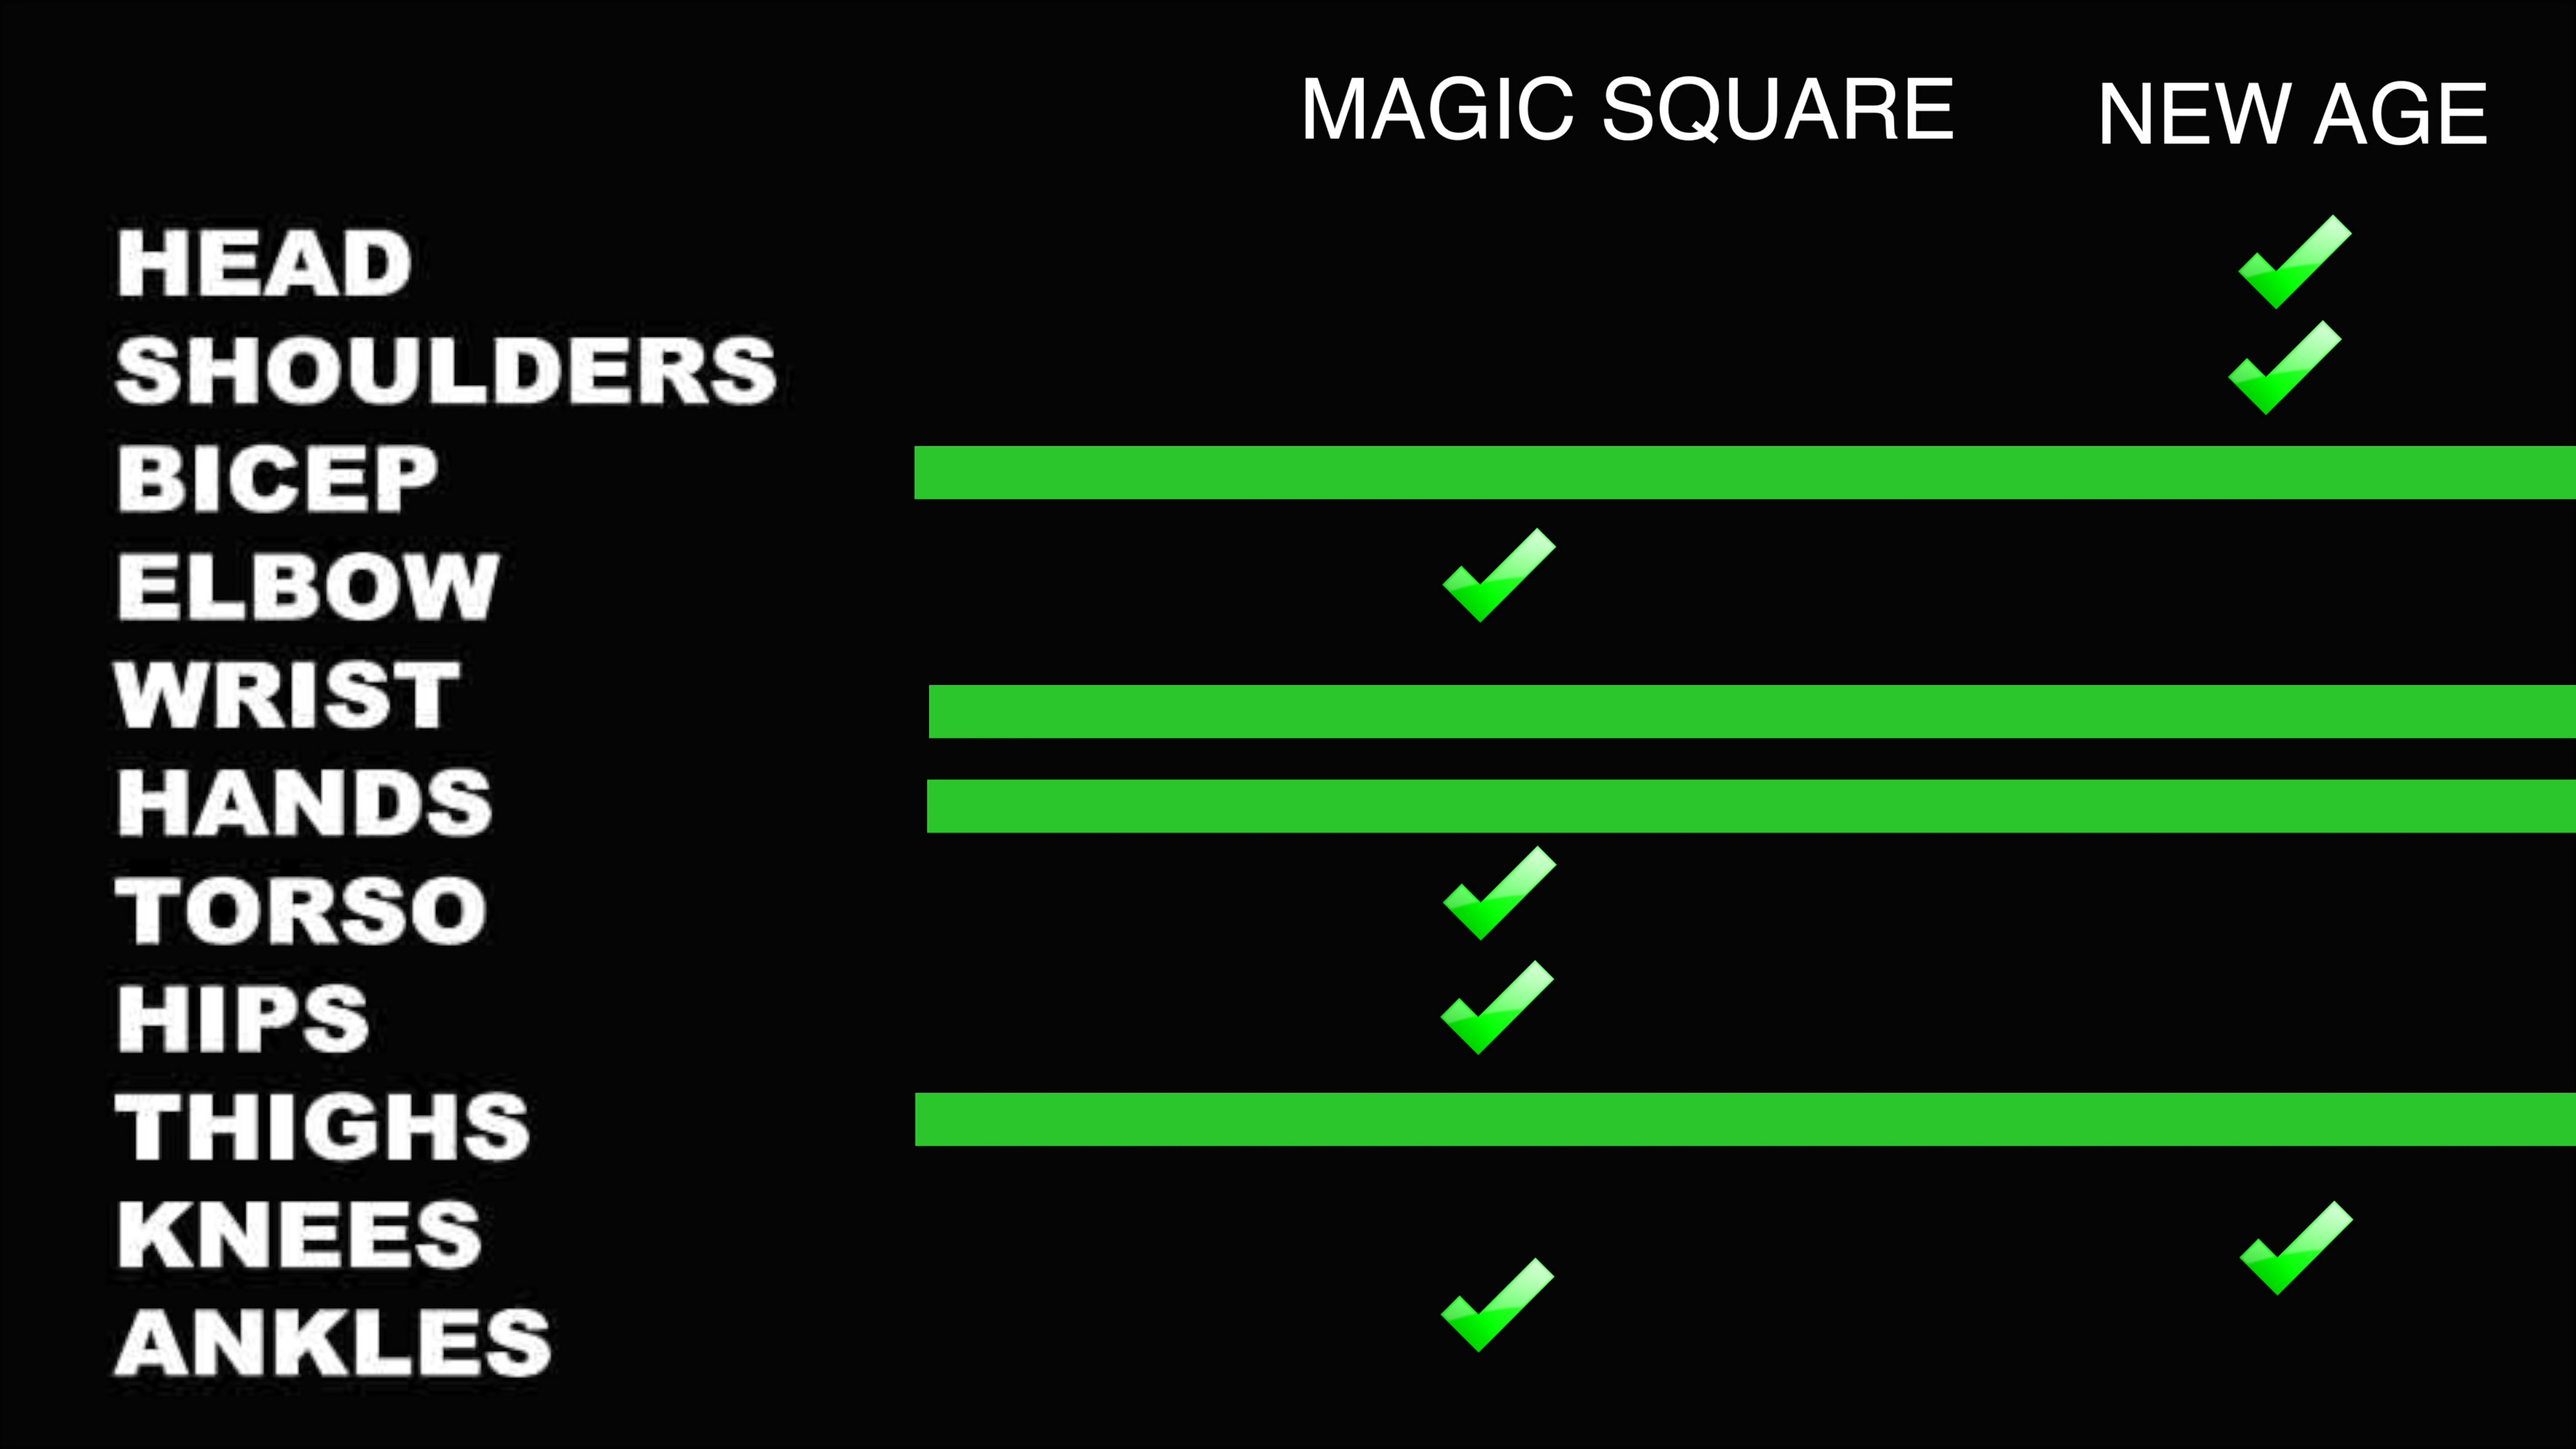 MAGIC SQUARE NEW AGE
HEAD
SHOULDERS
BICEP
ELBOW
WRIST
HANDS
TORSO
HIPS
THIGHS
KNEES
ANKLES